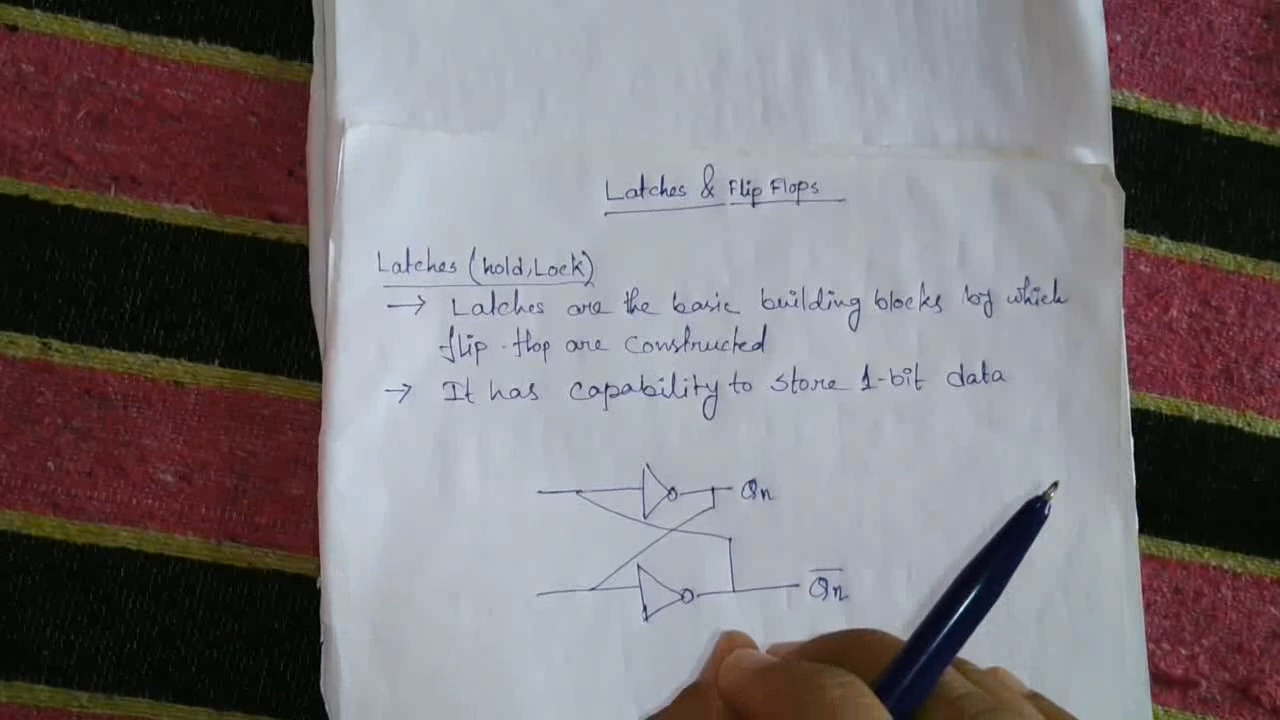 Latches & Flip Flops
Latches (hold, Lock)
→ Latches are the basic building blocks by which
flip-flop are constructed
→ It has capability to store 1-bit data
Qn
Q̅n̅